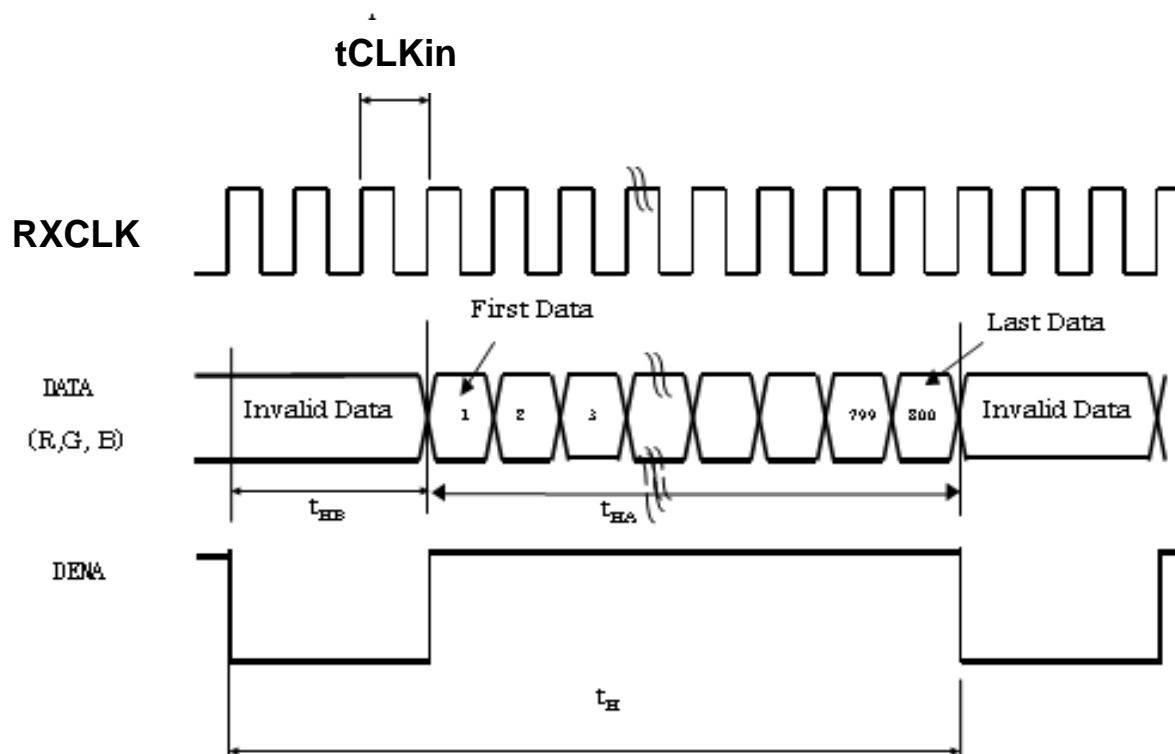 tCLKin
RXCLK
First Data
Last Data
DATA
(R,G, B)
Invalid Data
1 2 3 799 800
Invalid Data
tHB
tHA
DENA
tH